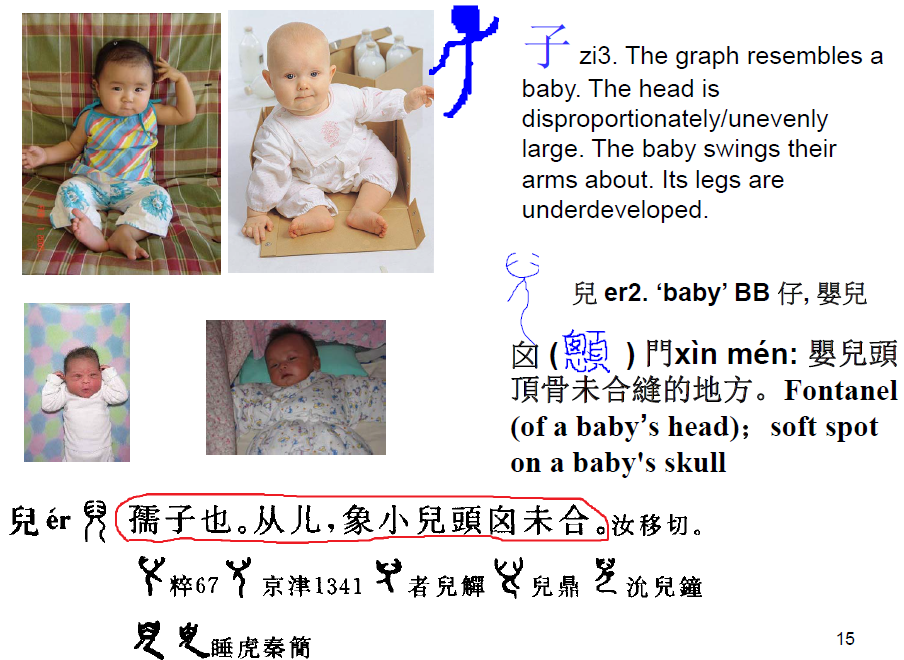 子 zi3. The graph resembles a
baby. The head is
disproportionately/unevenly
large. The baby swings their
arms about. Its legs are
underdeveloped.
兒 er2. ‘baby’ BB 仔, 嬰兒
囟 (顖) 門xìn mén: 嬰兒頭
頂骨未合縫的地方。Fontanel
(of a baby’s head); soft spot
on a baby's skull
兒 ér 孺子也。从儿，象小兒頭囟未合。汝移切。
粹67 京津1341 者兒觶 兒鼎 沇兒鐘
睡虎秦簡
15